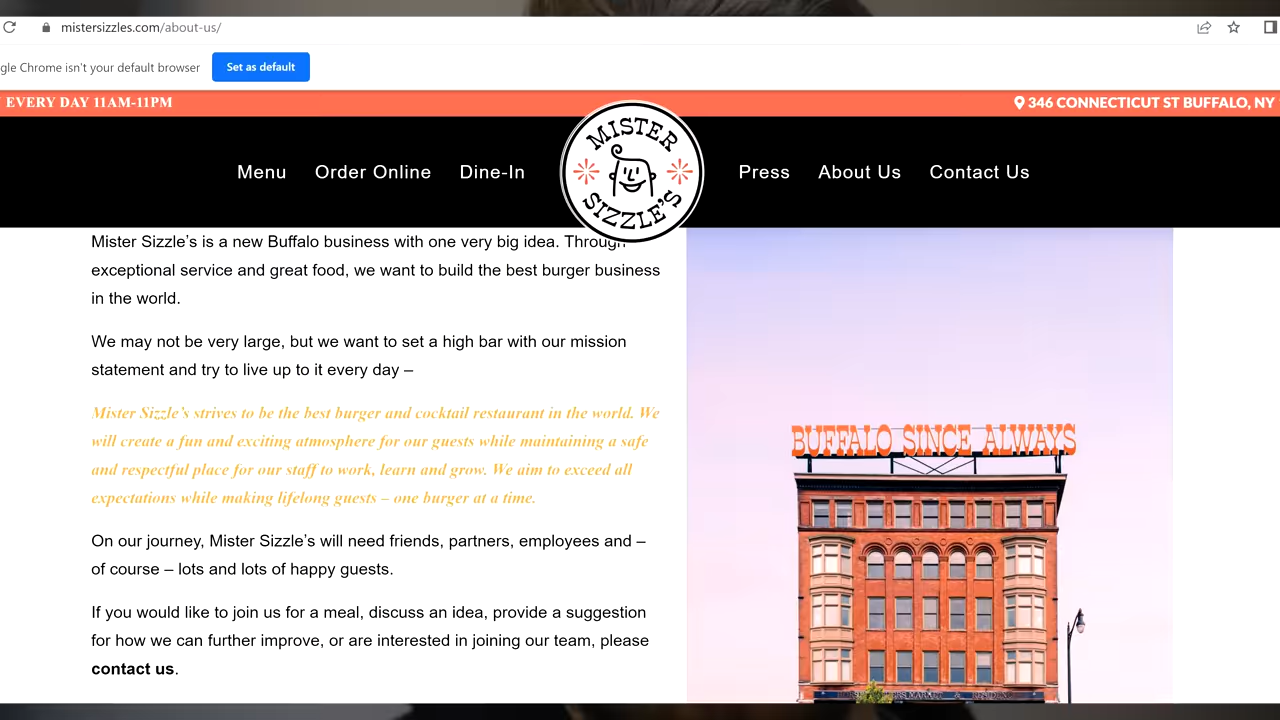 mistersizzles.com/about-us/
gle Chrome isn't your default browser
Set as default
EVERY DAY 11AM-11PM
346 CONNECTICUT ST BUFFALO, NY
Menu
Order Online
Dine-In
MISTER
SIZZLE'S
Press
About Us
Contact Us
Mister Sizzle’s is a new Buffalo business with one very big idea. Through
exceptional service and great food, we want to build the best burger business
in the world.
We may not be very large, but we want to set a high bar with our mission
statement and try to live up to it every day –
Mister Sizzle’s strives to be the best burger and cocktail restaurant in the world. We
will create a fun and exciting atmosphere for our guests while maintaining a safe
and respectful place for our staff to work, learn and grow. We aim to exceed all
expectations while making lifelong guests – one burger at a time.
On our journey, Mister Sizzle’s will need friends, partners, employees and –
of course – lots and lots of happy guests.
If you would like to join us for a meal, discuss an idea, provide a suggestion
for how we can further improve, or are interested in joining our team, please
contact us.
BUFFALO SINCE ALWAYS